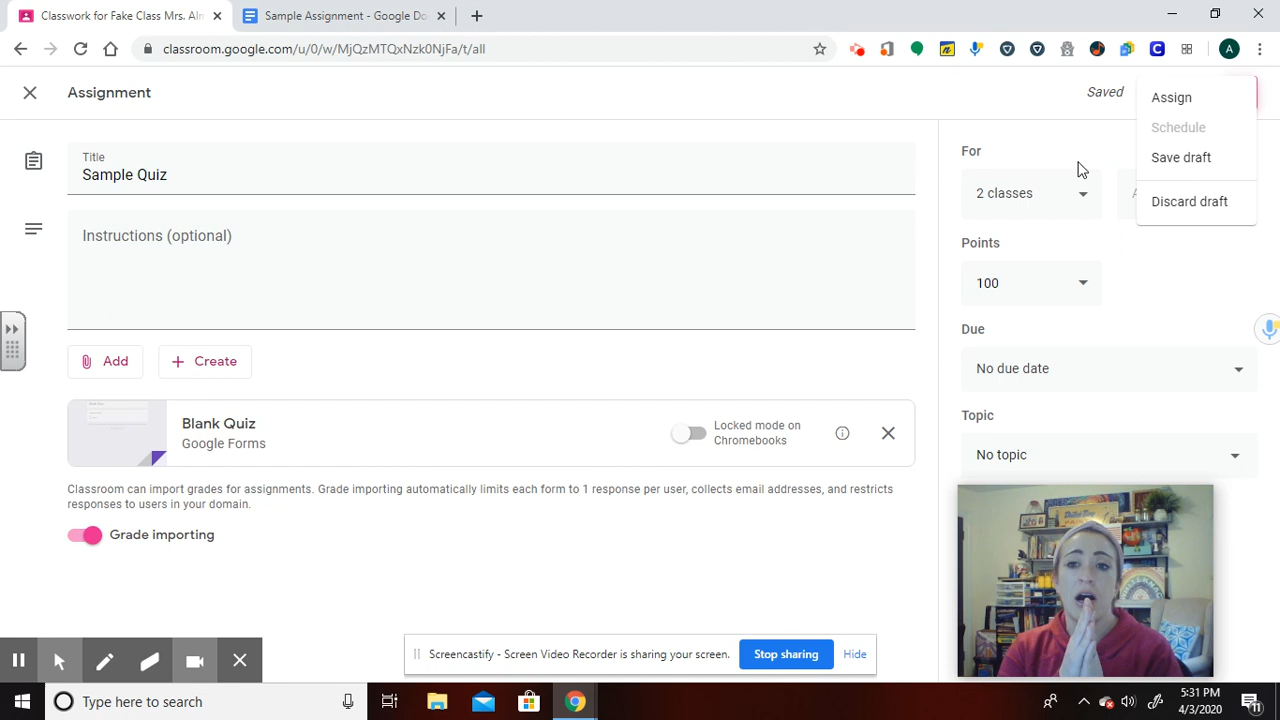 Classwork for Fake Class Mrs. Alm
Sample Assignment - Google Do
classroom.google.com/u/0/w/MjQzMTQxNzk0NjFa/t/all
A
Assignment
Saved
Assign
Schedule
Save draft
Discard draft
Title
Sample Quiz
Instructions (optional)
Add
Create
Blank Quiz
Google Forms
Locked mode on
Chromebooks
Classroom can import grades for assignments. Grade importing automatically limits each form to 1 response per user, collects email addresses, and restricts
responses to users in your domain.
Grade importing
For
2 classes
Points
100
Due
No due date
Topic
No topic
Screencastify - Screen Video Recorder is sharing your screen.
Stop sharing
Hide
Type here to search
5:31 PM
4/3/2020